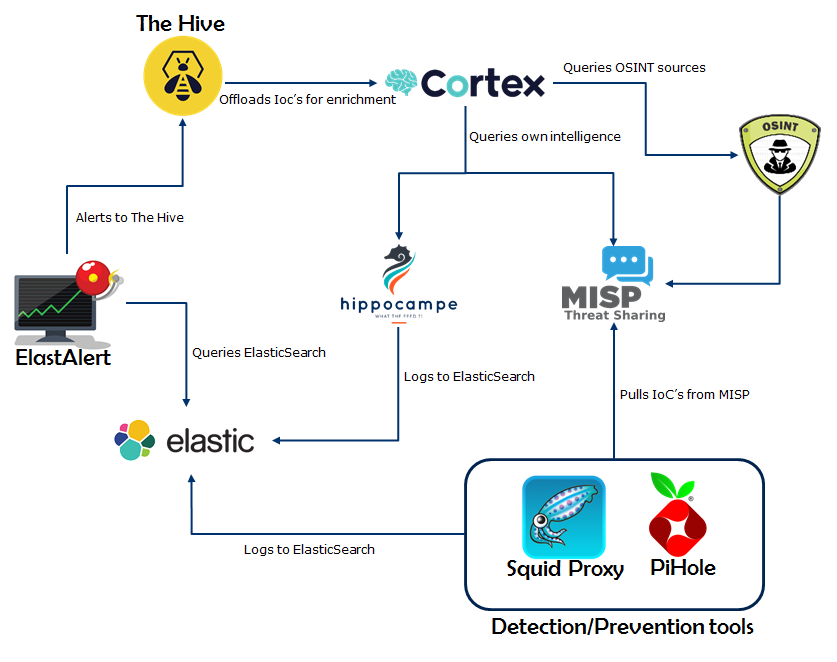 The Hive
Queries OSINT sources
Cortex
Offloads Ioc's for enrichment
OSINT
Queries own intelligence
Alerts to The Hive
hippocampe
WHAT THE FEED ?!
MISP
Threat Sharing
ElastAlert
Queries ElasticSearch
Logs to ElasticSearch
Pulls IoC's from MISP
elastic
®
Logs to ElasticSearch
Squid Proxy
PiHole
Detection/Prevention tools